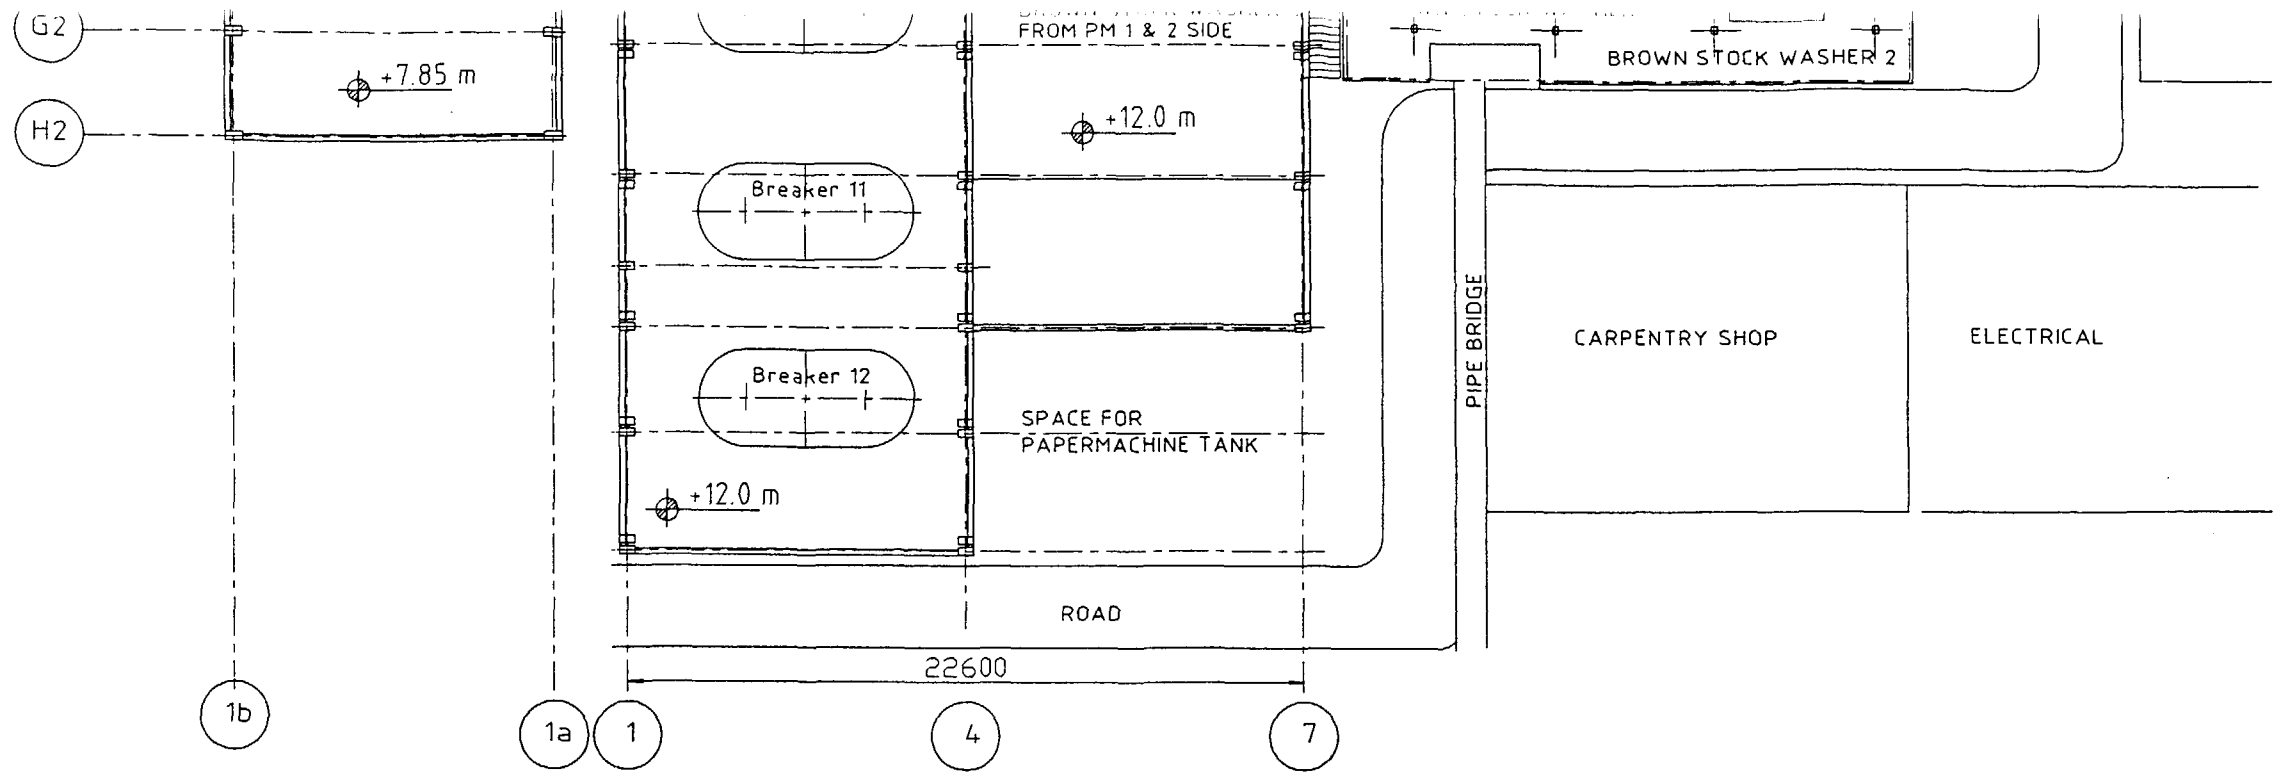 G2
FROM PM 1 & 2 SIDE
BROWN STOCK WASHER 2
+7.85 m
H2
+12.0 m
Breaker 11
PIPE BRIDGE
CARPENTRY SHOP
ELECTRICAL
Breaker 12
SPACE FOR
PAPERMACHINE TANK
+12.0 m
ROAD
22600
1b
1a
1
4
7